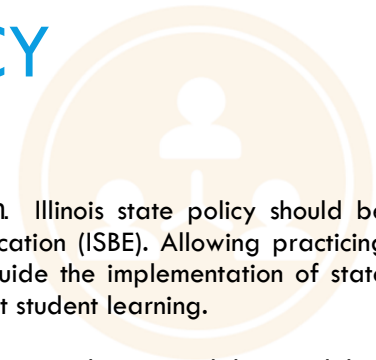 CY
n. Illinois state policy should be
cation (ISBE). Allowing practicing
uide the implementation of state
t student learning.